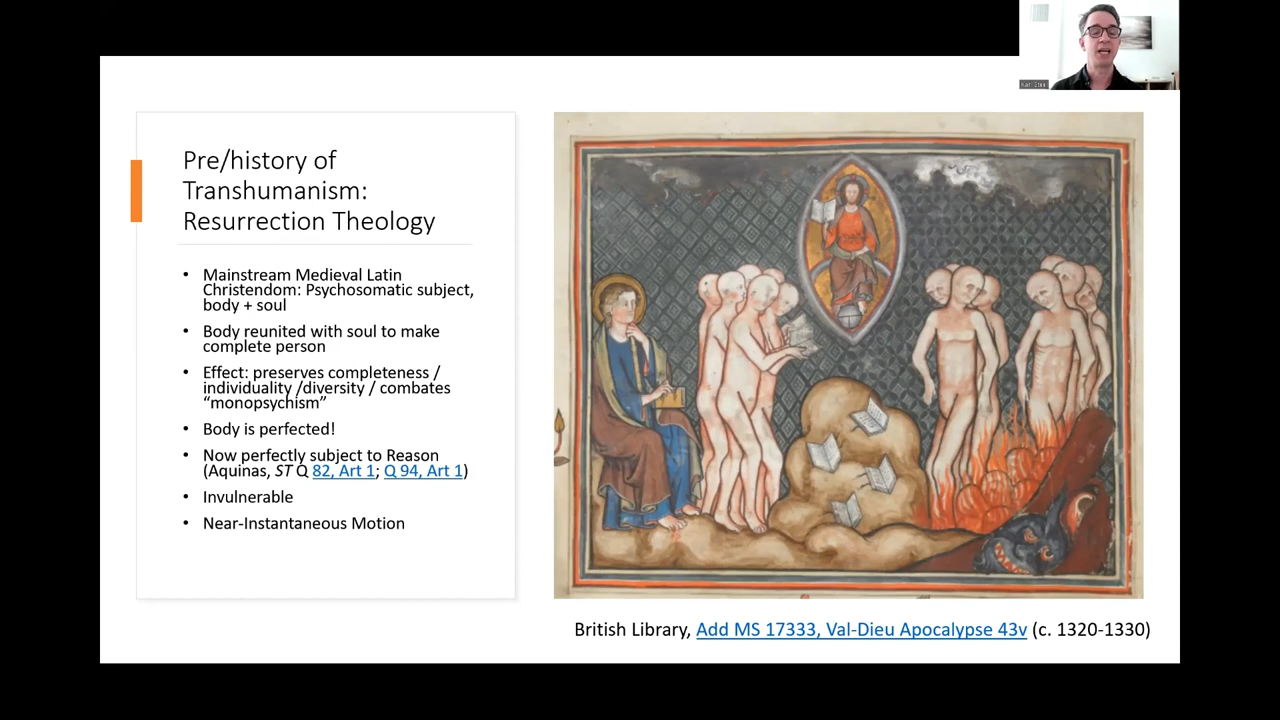 Pre/history of
Transhumanism:
Resurrection Theology
• Mainstream Medieval Latin
Christendom: Psychosomatic subject,
body + soul
• Body reunited with soul to make
complete person
• Effect: preserves completeness /
individuality /diversity / combates
“monopsychism”
• Body is perfected!
• Now perfectly subject to Reason
(Aquinas, ST Q 82, Art 1; Q 94, Art 1)
• Invulnerable
• Near-Instantaneous Motion
British Library, Add MS 17333, Val-Dieu Apocalypse 43v (c. 1320-1330)